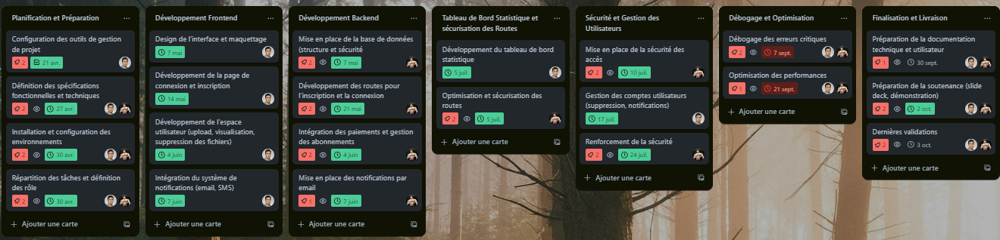 Planification et Préparation
Configuration des outils de gestion
de projet
2 21 avr.
Définition des spécifications
fonctionnelles et techniques
2 27 avr.
Installation et configuration des
environnements
2 30 avr.
Répartition des tâches et définition
des rôle
2 30 avr.
Ajouter une carte
Développement Frontend
Design de l'interface et maquettage
7 mai
Développement de la page de
connexion et inscription
14 mai
Développement de l'espace
utilisateur (upload, visualisation,
suppression des fichiers)
4 juin
Intégration du système de
notifications (email, SMS)
7 juin
Ajouter une carte
Développement Backend
Mise en place de la base de données
(structure et sécurité
2 7 mai
Développement des routes pour
l'inscription et la connexion
2 21 mai
Intégration des paiements et gestion
des abonnements
2 4 juin
Mise en place des notifications par
email
1 7 juin
Ajouter une carte
Tableau de Bord Statistique et
sécurisation des Routes
Développement du tableau de bord
statistique
5 juil.
Optimisation et sécurisation des
routes
2 5 juil.
Ajouter une carte
Sécurité et Gestion des
Utilisateurs
Mise en place de la sécurité des
accès
2 10 juil.
Gestion des comptes utilisateurs
(suppression, notifications)
17 juil.
Renforcement de la sécurité
2 24 juil.
Ajouter une carte
Débogage et Optimisation
Débogage des erreurs critiques
2 7 sept.
Optimisation des performances
1 21 sept.
Ajouter une carte
Finalisation et Livraison
Préparation de la documentation
technique et utilisateur
1 30 sept.
Préparation de la soutenance (slide
deck, démonstration)
2 2 oct.
Dernières validations
2 3 oct.
Ajouter une carte